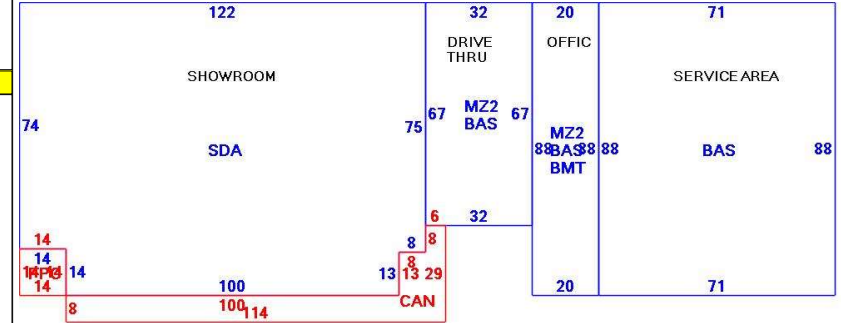 122 32 20 71
DRIVE
THRU
OFFIC
SHOWROOM
SERVICE AREA
74 75 67 MZ2 67
BAS
MZ2
SDA 88 BAS 88 88 BAS 88
BMT
6 32
14 8 8
14 8
14 14 14 13 13 29
14 100 20 71
CAN
8 100 114